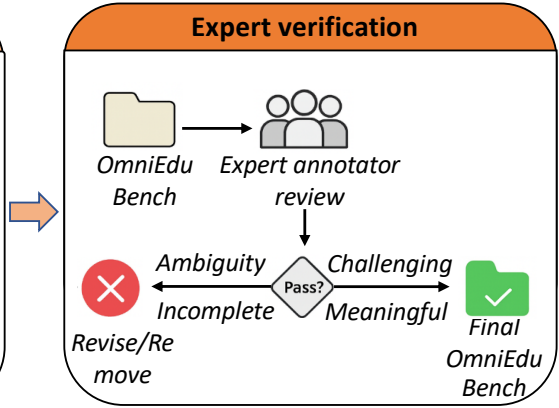 Expert verification
OmniEdu
Bench
Expert annotator
review
Ambiguity
Incomplete
Pass?
Challenging
Meaningful
Revise/Re
move
Final
OmniEdu
Bench